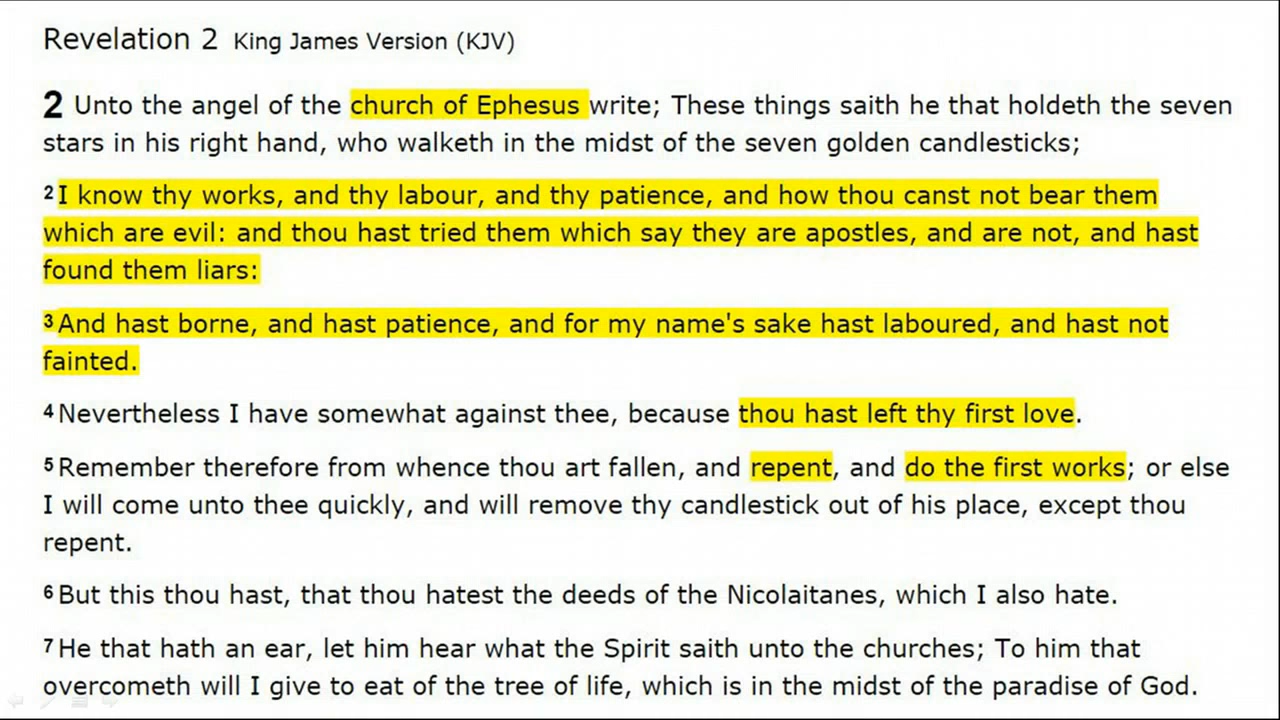 Revelation 2 King James Version (KJV)
2 Unto the angel of the church of Ephesus write; These things saith he that holdeth the seven
stars in his right hand, who walketh in the midst of the seven golden candlesticks;
2 I know thy works, and thy labour, and thy patience, and how thou canst not bear them
which are evil: and thou hast tried them which say they are apostles, and are not, and hast
found them liars:
3 And hast borne, and hast patience, and for my name's sake hast laboured, and hast not
fainted.
4 Nevertheless I have somewhat against thee, because thou hast left thy first love.
5 Remember therefore from whence thou art fallen, and repent, and do the first works; or else
I will come unto thee quickly, and will remove thy candlestick out of his place, except thou
repent.
6 But this thou hast, that thou hatest the deeds of the Nicolaitanes, which I also hate.
7 He that hath an ear, let him hear what the Spirit saith unto the churches; To him that
overcometh will I give to eat of the tree of life, which is in the midst of the paradise of God.